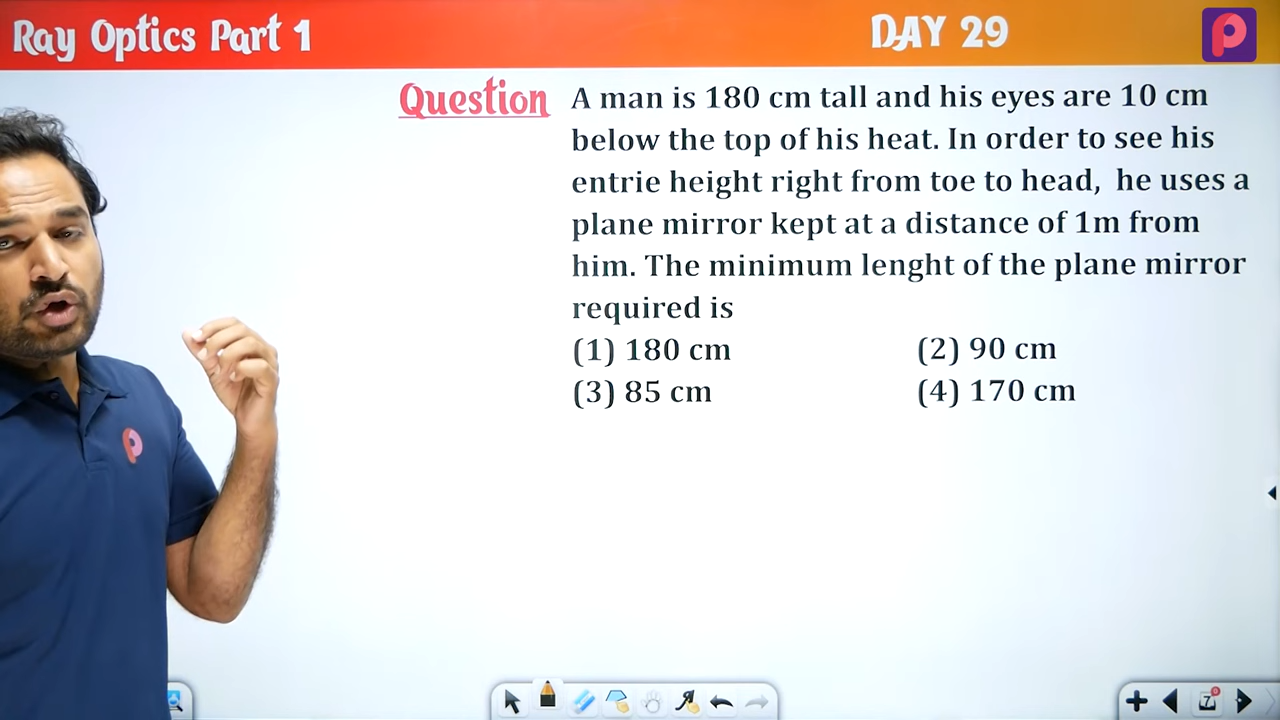 Ray Optics Part 1
DAY 29
Question
A man is 180 cm tall and his eyes are 10 cm
below the top of his heat. In order to see his
entrie height right from toe to head, he uses a
plane mirror kept at a distance of 1m from
him. The minimum lenght of the plane mirror
required is
(1) 180 cm
(2) 90 cm
(3) 85 cm
(4) 170 cm